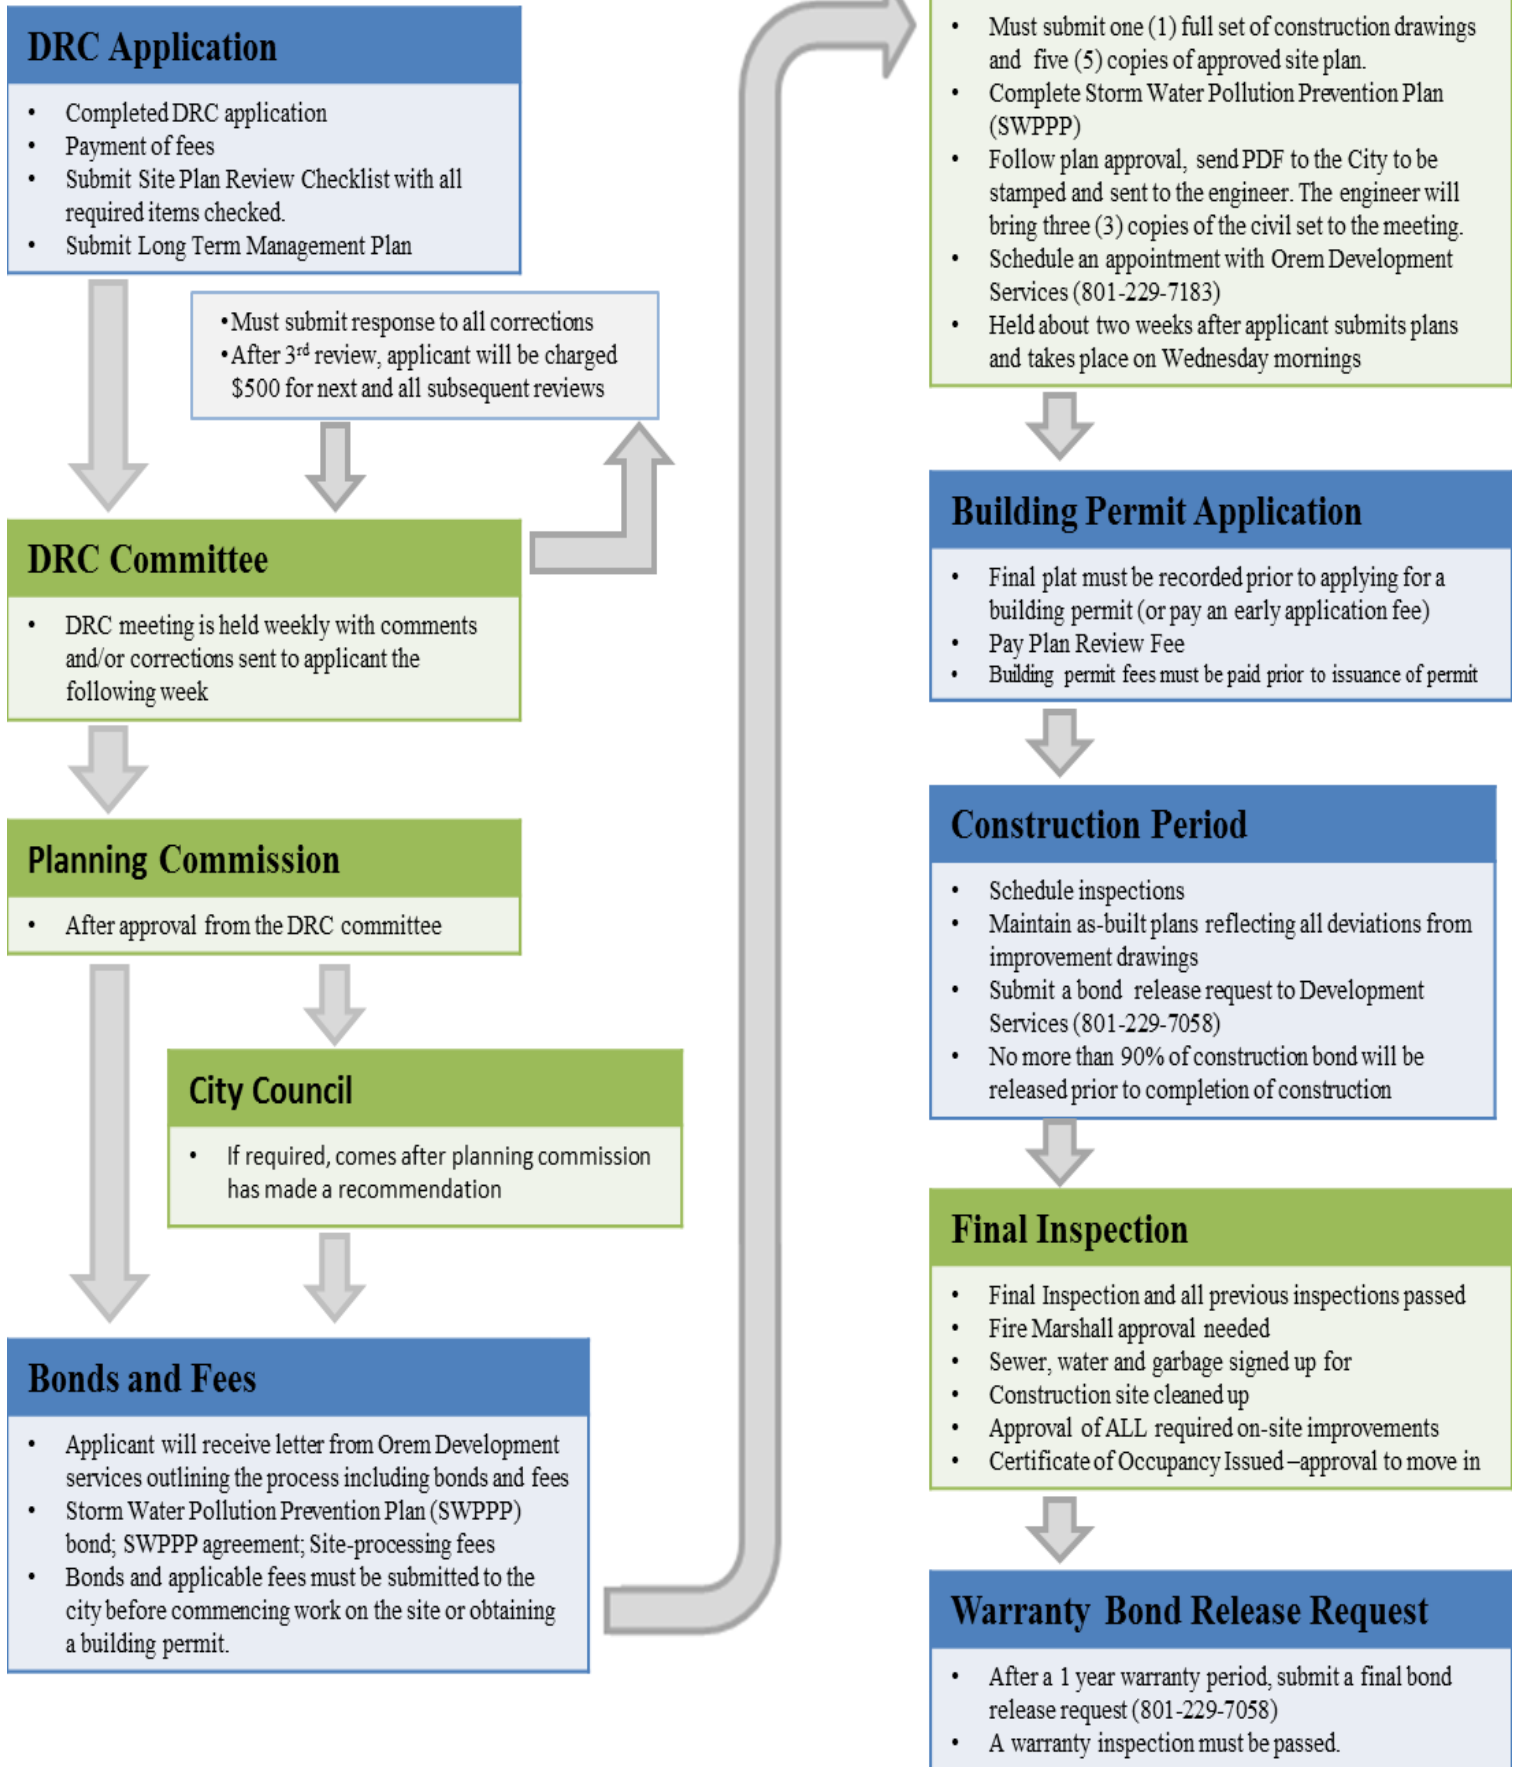 DRC Application
• Completed DRC application
• Payment of fees
• Submit Site Plan Review Checklist with all
required items checked.
• Submit Long Term Management Plan
• Must submit response to all corrections
• After 3rd review, applicant will be charged
$500 for next and all subsequent reviews
DRC Committee
• DRC meeting is held weekly with comments
and/or corrections sent to applicant the
following week
Planning Commission
• After approval from the DRC committee
City Council
• If required, comes after planning commission
has made a recommendation
Bonds and Fees
• Applicant will receive letter from Orem Development
services outlining the process including bonds and fees
• Storm Water Pollution Prevention Plan (SWPPP)
bond; SWPPP agreement; Site-processing fees
• Bonds and applicable fees must be submitted to the
city before commencing work on the site or obtaining
a building permit.
• Must submit one (1) full set of construction drawings
and five (5) copies of approved site plan.
• Complete Storm Water Pollution Prevention Plan
(SWPPP)
• Follow plan approval, send PDF to the City to be
stamped and sent to the engineer. The engineer will
bring three (3) copies of the civil set to the meeting.
• Schedule an appointment with Orem Development
Services (801-229-7183)
• Held about two weeks after applicant submits plans
and takes place on Wednesday mornings
Building Permit Application
• Final plat must be recorded prior to applying for a
building permit (or pay an early application fee)
• Pay Plan Review Fee
• Building permit fees must be paid prior to issuance of permit
Construction Period
• Schedule inspections
• Maintain as-built plans reflecting all deviations from
improvement drawings
• Submit a bond release request to Development
Services (801-229-7058)
• No more than 90% of construction bond will be
released prior to completion of construction
Final Inspection
• Final Inspection and all previous inspections passed
• Fire Marshall approval needed
• Sewer, water and garbage signed up for
• Construction site cleaned up
• Approval of ALL required on-site improvements
• Certificate of Occupancy Issued –approval to move in
Warranty Bond Release Request
• After a 1 year warranty period, submit a final bond
release request (801-229-7058)
• A warranty inspection must be passed.